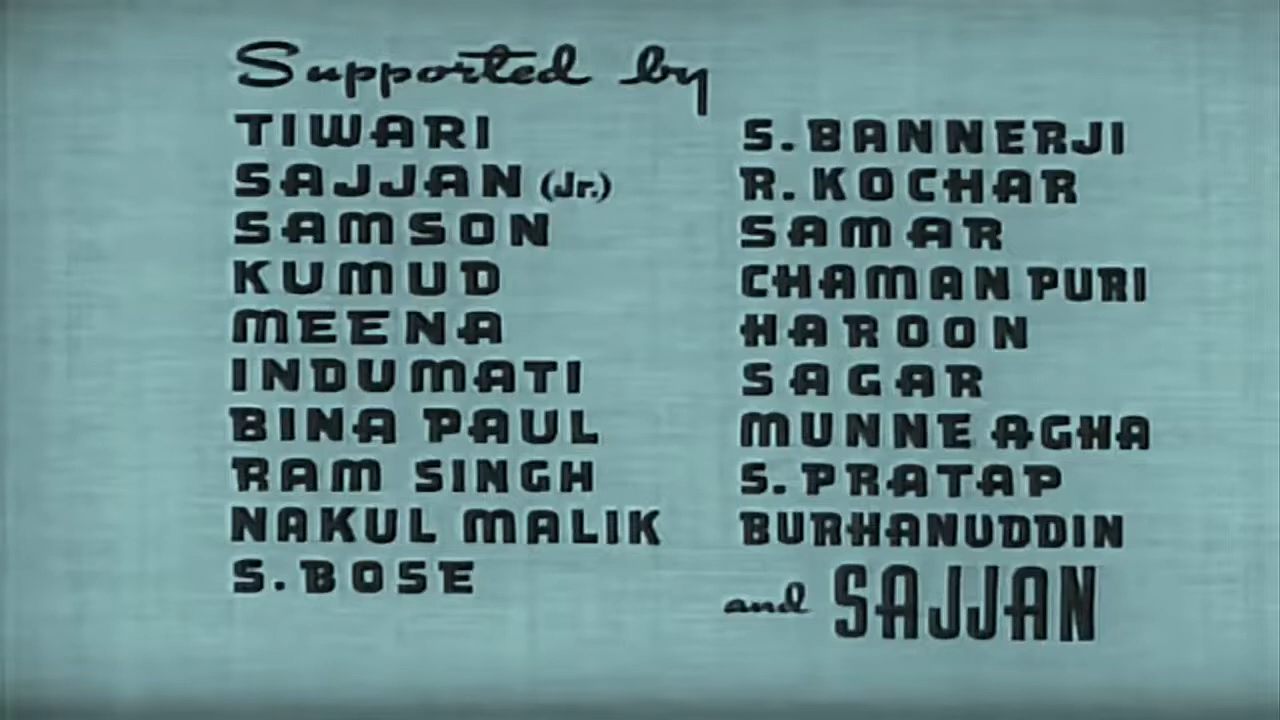 Supported by
TIWARI
SAJJAN (Jr.)
SAMSON
KUMUD
MEENA
INDUMATI
BINA PAUL
RAM SINGH
NAKUL MALIK
S. BOSE
S. BANNERJI
R. KOCHAR
SAMAR
CHAMAN PURI
HAROON
SAGAR
MUNNE AGHA
S. PRATAP
BURHANUDDIN
and SAJJAN